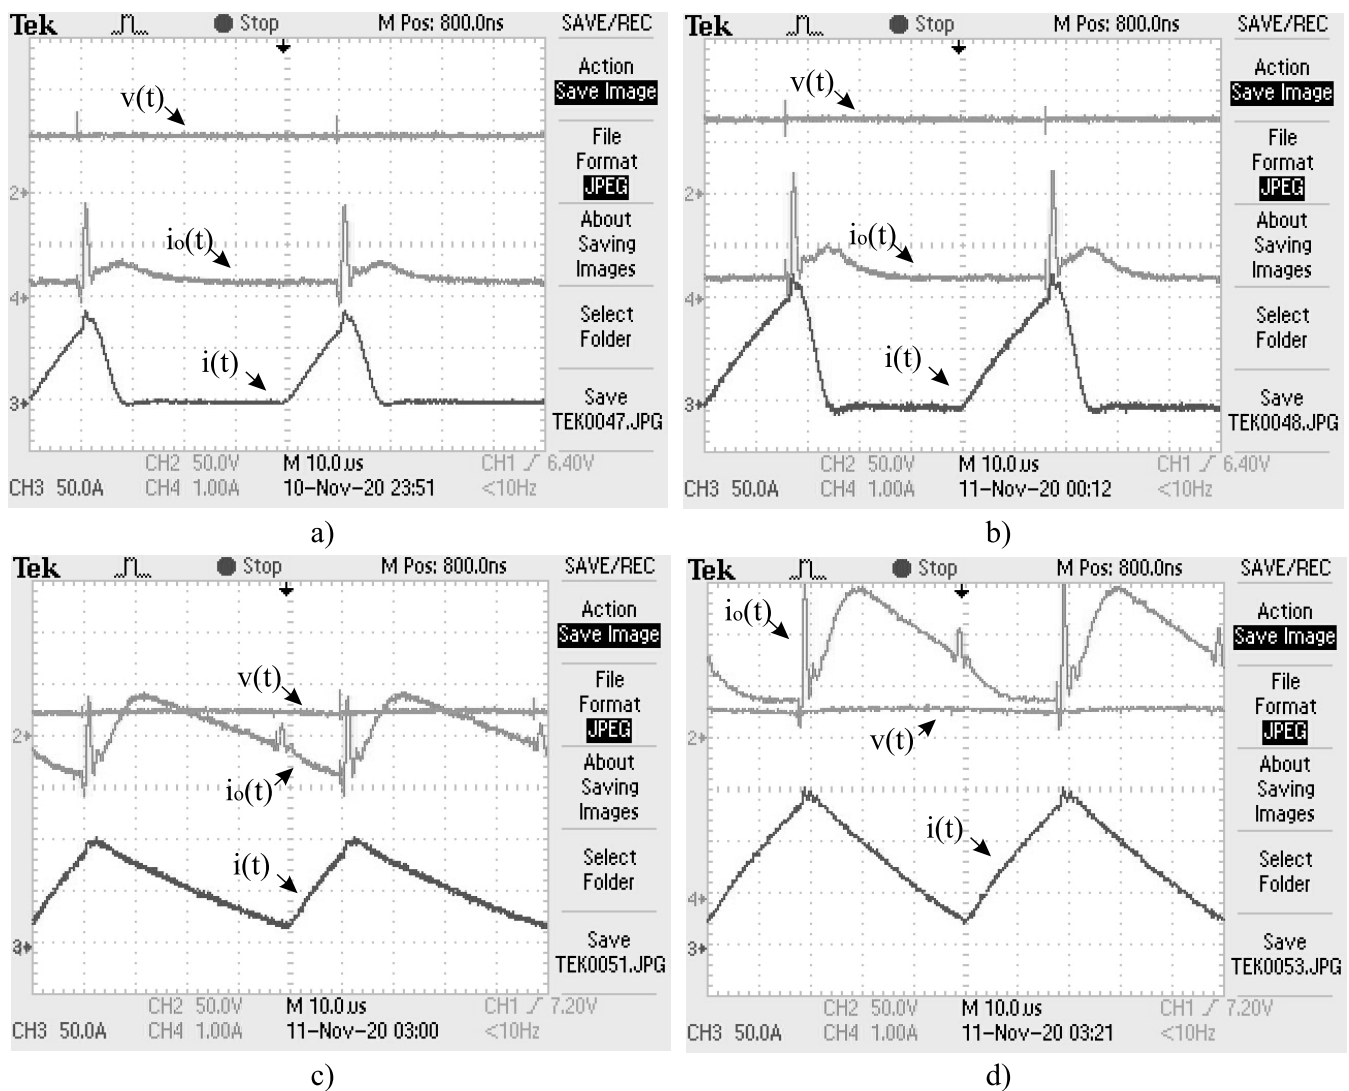 Tek Stop M Pos: 800.0ns SAVE/REC
v(t)
2
io(t)
4
i(t)
3
Action
Save Image
File
Format
JPEG
About
Saving
Images
Select
Folder
Save
TEK0047.JPG
CH2 50.0V M 10.0us CH1 6.40V
CH3 50.0A CH4 1.00A 10-Nov-20 23:51 <10Hz
a)
Tek Stop M Pos: 800.0ns SAVE/REC
v(t)
2
io(t)
4
i(t)
3
Action
Save Image
File
Format
JPEG
About
Saving
Images
Select
Folder
Save
TEK0048.JPG
CH2 50.0V M 10.0us CH1 6.40V
CH3 50.0A CH4 1.00A 11-Nov-20 00:12 <10Hz
b)
Tek Stop M Pos: 800.0ns SAVE/REC
v(t)
2
io(t)
i(t)
3
Action
Save Image
File
Format
JPEG
About
Saving
Images
Select
Folder
Save
TEK0051.JPG
CH2 50.0V M 10.0us CH1 7.20V
CH3 50.0A CH4 1.00A 11-Nov-20 03:00 <10Hz
c)
Tek Stop M Pos: 800.0ns SAVE/REC
io(t)
2
v(t)
i(t)
4
3
Action
Save Image
File
Format
JPEG
About
Saving
Images
Select
Folder
Save
TEK0053.JPG
CH2 50.0V M 10.0us CH1 7.20V
CH3 50.0A CH4 1.00A 11-Nov-20 03:21 <10Hz
d)